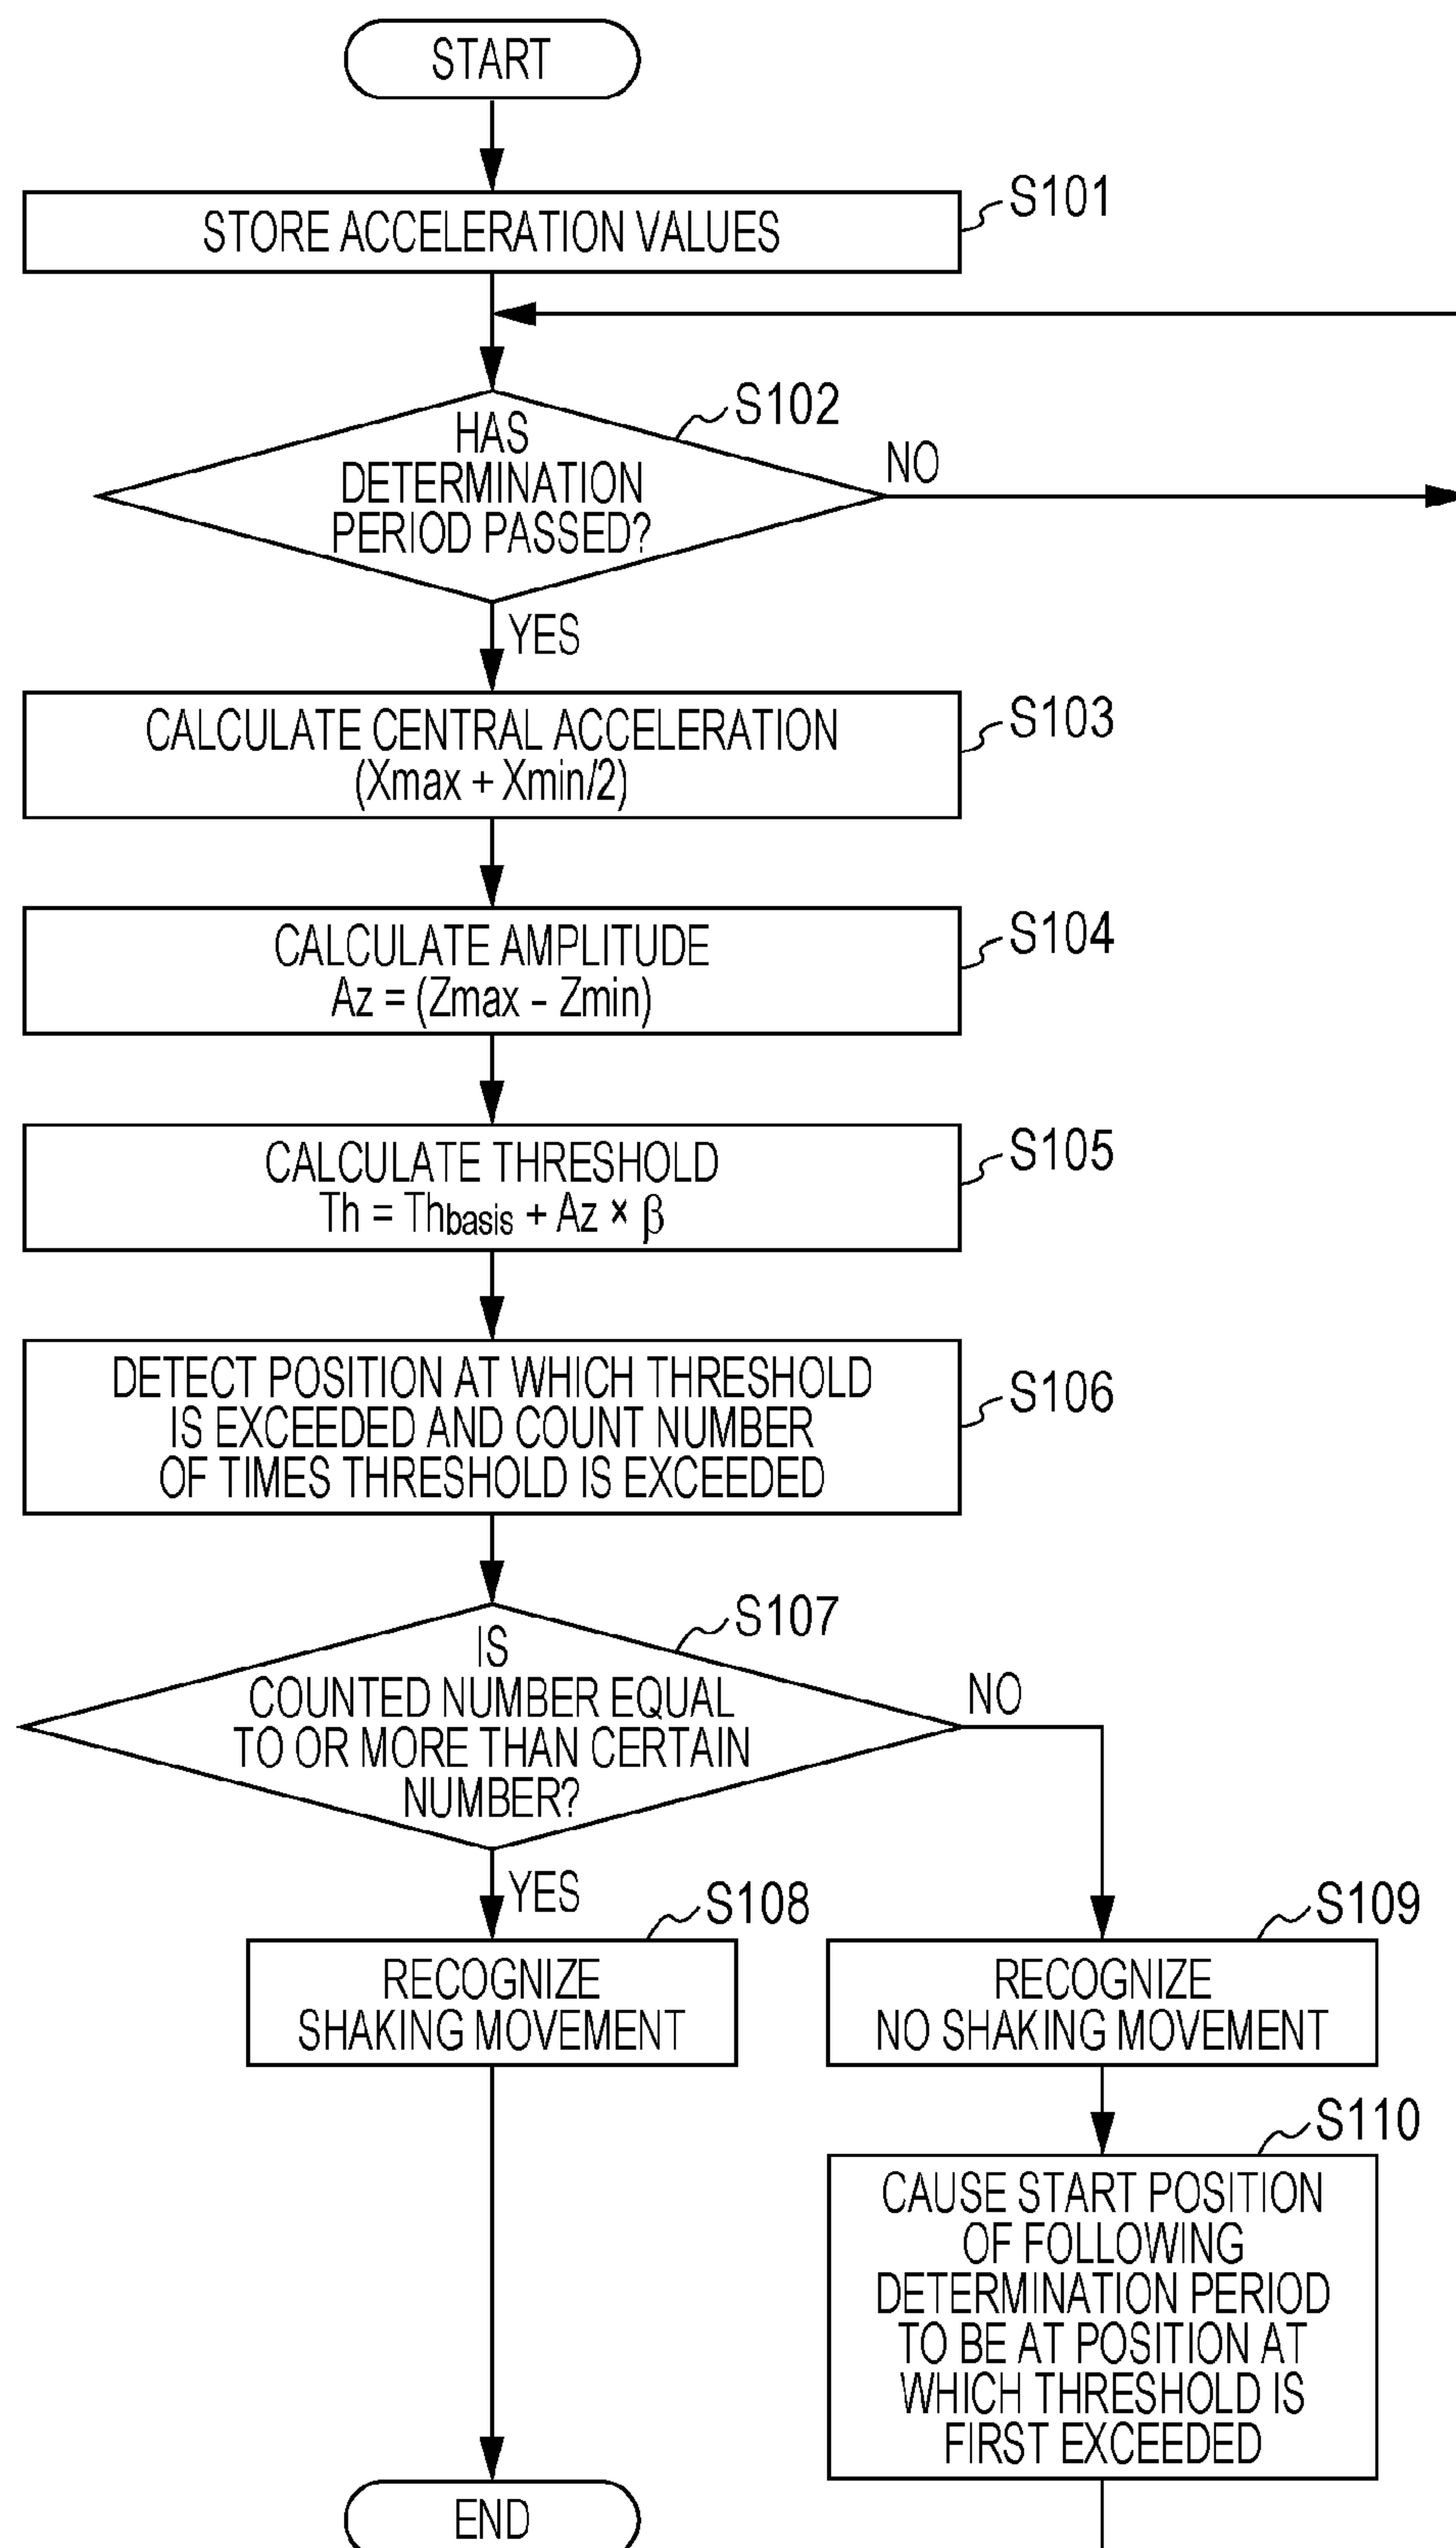 START
STORE ACCELERATION VALUES
S101
HAS
DETERMINATION
PERIOD PASSED?
S102
NO
YES
CALCULATE CENTRAL ACCELERATION
(Xmax + Xmin/2)
S103
CALCULATE AMPLITUDE
Az = (Zmax – Zmin)
S104
CALCULATE THRESHOLD
Th = Thbasis + Az × β
S105
DETECT POSITION AT WHICH THRESHOLD
IS EXCEEDED AND COUNT NUMBER
OF TIMES THRESHOLD IS EXCEEDED
S106
IS
COUNTED NUMBER EQUAL
TO OR MORE THAN CERTAIN
NUMBER?
S107
NO
YES
RECOGNIZE
SHAKING MOVEMENT
S108
RECOGNIZE
NO SHAKING MOVEMENT
S109
CAUSE START POSITION
OF FOLLOWING
DETERMINATION PERIOD
TO BE AT POSITION AT
WHICH THRESHOLD IS
FIRST EXCEEDED
S110
END